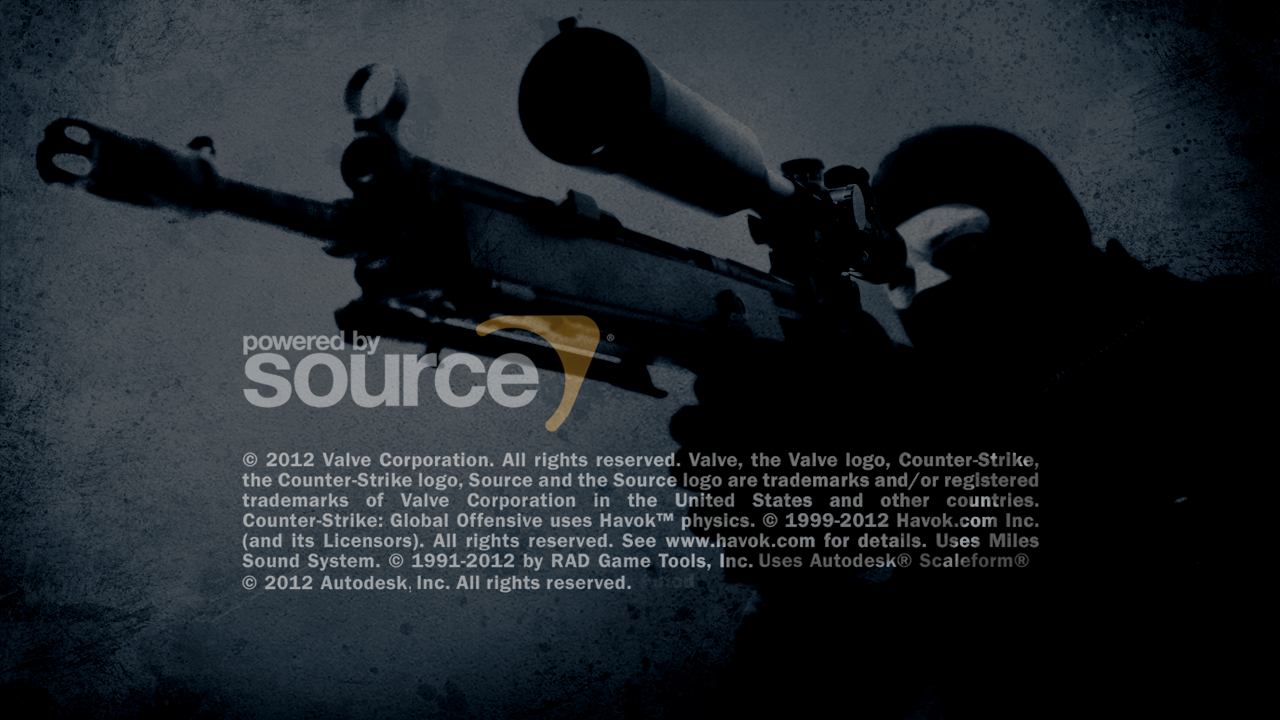 powered by
source®
© 2012 Valve Corporation. All rights reserved. Valve, the Valve logo, Counter-Strike,
the Counter-Strike logo, Source and the Source logo are trademarks and/or registered
trademarks of Valve Corporation in the United States and other countries.
Counter-Strike: Global Offensive uses Havok™ physics. © 1999-2012 Havok.com Inc.
(and its Licensors). All rights reserved. See www.havok.com for details. Uses Miles
Sound System. © 1991-2012 by RAD Game Tools, Inc. Uses Autodesk® Scaleform®
© 2012 Autodesk, Inc. All rights reserved.